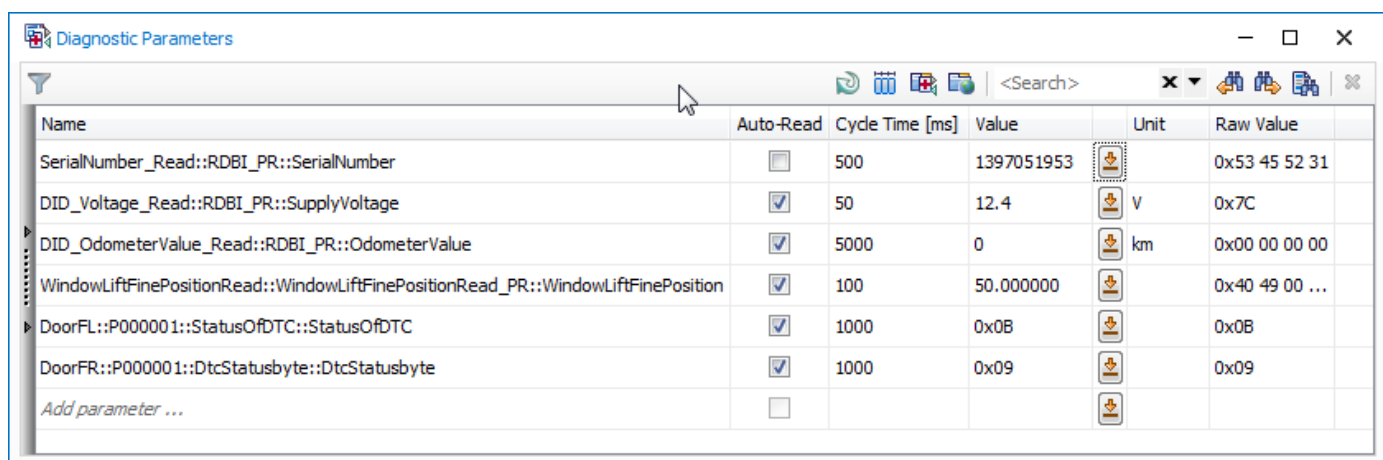 Diagnostic Parameters
<Search>
Name Auto-Read Cycle Time [ms] Value Unit Raw Value
SerialNumber_Read::RDBI_PR::SerialNumber 500 1397051953 0x53 45 52 31
DID_Voltage_Read::RDBI_PR::SupplyVoltage 50 12.4 V 0x7C
DID_OdometerValue_Read::RDBI_PR::OdometerValue 5000 0 km 0x00 00 00 00
WindowLiftFinePositionRead::WindowLiftFinePositionRead_PR::WindowLiftFinePosition 100 50.000000 0x40 49 00 ...
DoorFL::P000001::StatusOfDTC::StatusOfDTC 1000 0x0B 0x0B
DoorFR::P000001::DtcStatusbyte::DtcStatusbyte 1000 0x09 0x09
Add parameter ...